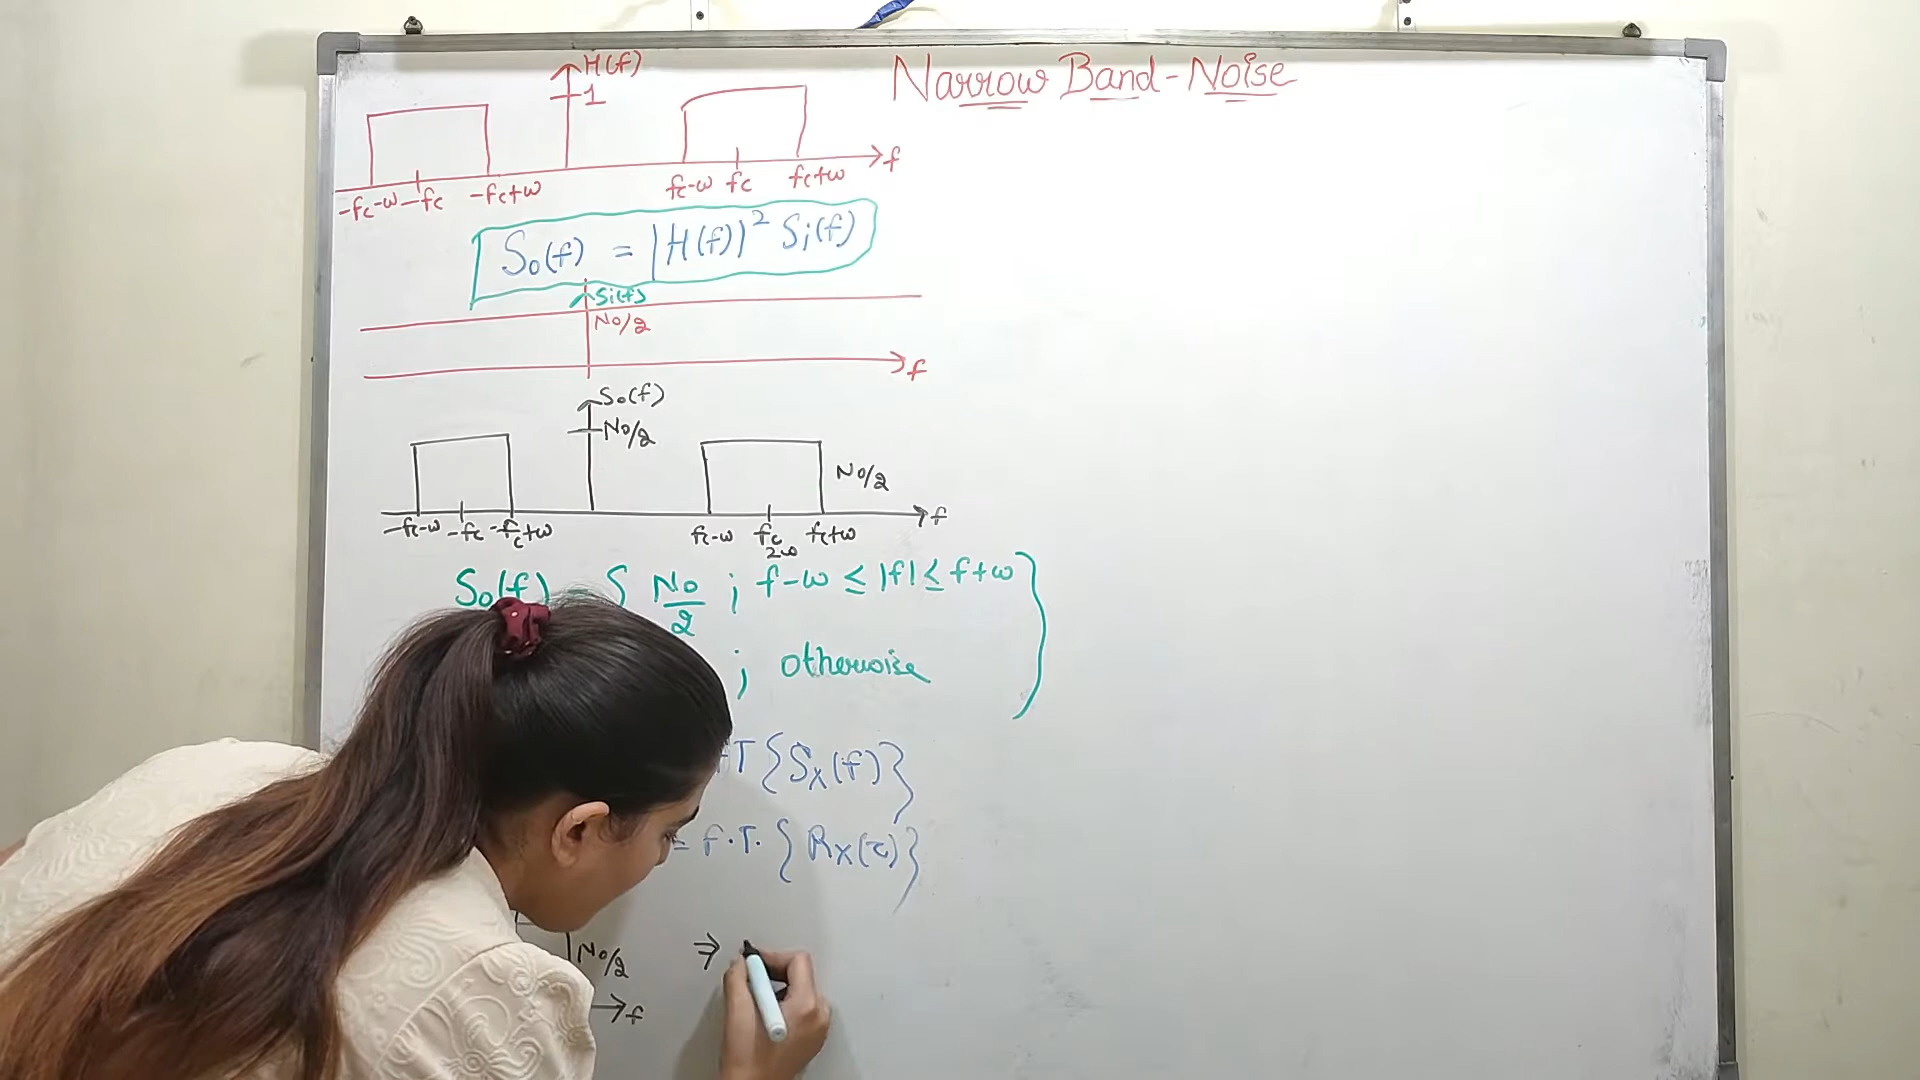 Narrow Band-Noise
H(f)
1
f
-fc-w -fc -fc+w fc-w fc fc+w
So(f) = |H(f)|² Si(f)
Si(f)
No/2
f
So(f)
No/2
No/2
f
-fc-w -fc -fc+w fc-w fc fc+w
2w
So(f) = { No/2 ; f-w ≤ |f| ≤ f+w
; otherwise
T {Sx(f)}
= f.T. { Rx(τ)}
No/2 ⇒
f